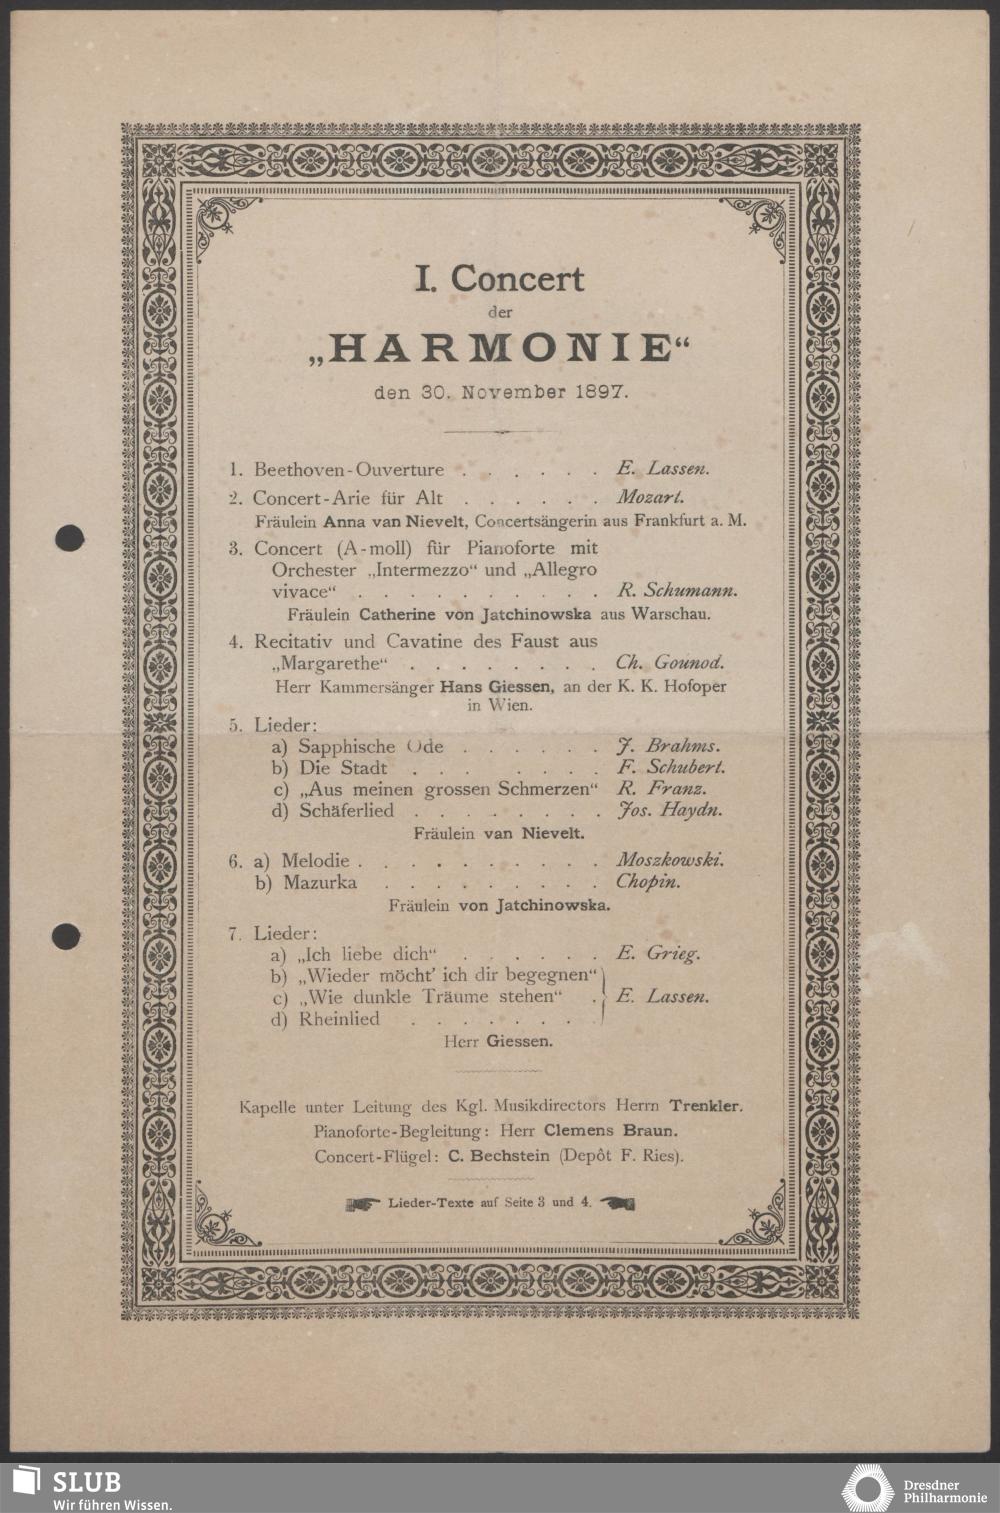 I. Concert
der
„HARMONIE“
den 30. November 1897.
1. Beethoven-Ouverture . . . . . . E. Lassen.
2. Concert-Arie für Alt . . . . . . Mozart.
Fräulein Anna van Nievelt, Concertsängerin aus Frankfurt a. M.
3. Concert (A-moll) für Pianoforte mit
Orchester „Intermezzo“ und „Allegro
vivace“ . . . . . . . . . . R. Schumann.
Fräulein Catherine von Jatchinowska aus Warschau.
4. Recitativ und Cavatine des Faust aus
„Margarethe“ . . . . . . . . Ch. Gounod.
Herr Kammersänger Hans Giessen, an der K. K. Hofoper
in Wien.
5. Lieder:
a) Sapphische Ode . . . . . . J. Brahms.
b) Die Stadt . . . . . . . . F. Schubert.
c) „Aus meinen grossen Schmerzen“ R. Franz.
d) Schäferlied . . . . . . . . Jos. Haydn.
Fräulein van Nievelt.
6. a) Melodie . . . . . . . . . . Moszkowski.
b) Mazurka . . . . . . . . . Chopin.
Fräulein von Jatchinowska.
7. Lieder:
a) „Ich liebe dich“ . . . . . . E. Grieg.
b) „Wieder möcht' ich dir begegnen“
c) „Wie dunkle Träume stehen“ . E. Lassen.
d) Rheinlied . . . . . . . .
Herr Giessen.
Kapelle unter Leitung des Kgl. Musikdirectors Herrn Trenkler.
Pianoforte-Begleitung: Herr Clemens Braun.
Concert-Flügel: C. Bechstein (Depôt F. Ries).
Lieder-Texte auf Seite 3 und 4.
SLUB
Wir führen Wissen.
Dresdner
Philharmonie